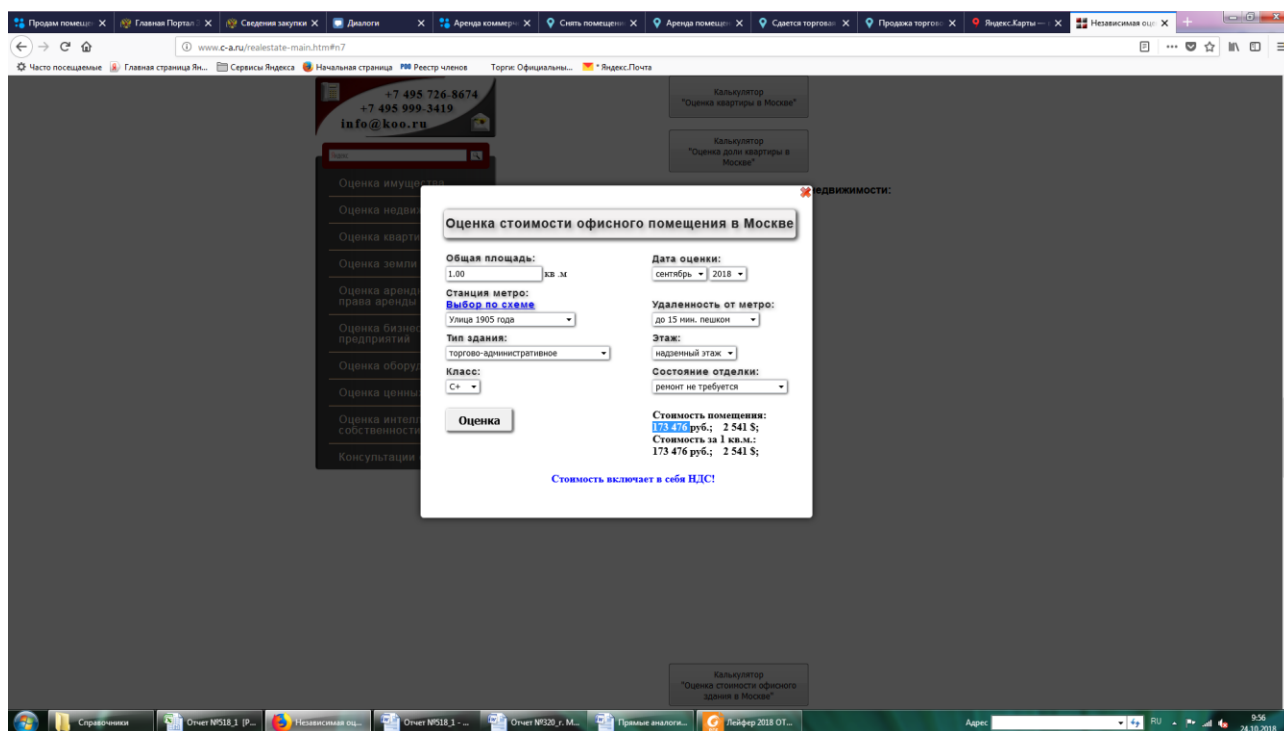 Продам помеще
Главная Портал
Сведения закупки
Диалоги
Аренда коммерч
Снять помещени
Аренда помещен
Сдается торгова
Продажа торгово
Яндекс.Карты —
Независимая оце
www.c-a.ru/realestate-main.htm#n7
Часто посещаемые
Главная страница Ян...
Сервисы Яндекса
Начальная страница
Реестр членов
Торги: Официальны...
* Яндекс.Почта
+7 495 726-8674
+7 495 999-3419
info@koo.ru
Калькулятор
"Оценка квартиры в Москве"
Калькулятор
"Оценка доли квартиры в
Москве"
едвижимости:
Оценка имущества
Оценка недвиж
Оценка кварти
Оценка земли
Оценка аренды
права аренды
Оценка бизнес
предприятий
Оценка оборуд
Оценка ценны
Оценка интелл
собственности
Консультации
Оценка стоимости офисного помещения в Москве
Общая площадь:
1.00 кв .м
Дата оценки:
сентябрь 2018
Станция метро:
Выбор по схеме
Улица 1905 года
Удаленность от метро:
до 15 мин. пешком
Тип здания:
торгово-административное
Этаж:
надземный этаж
Класс:
C+
Состояние отделки:
ремонт не требуется
Оценка
Стоимость помещения:
173 476 руб.; 2 541 $;
Стоимость за 1 кв.м.:
173 476 руб.; 2 541 $;
Стоимость включает в себя НДС!
Калькулятор
"Оценка стоимости офисного
здания в Москве"
Справочники
Отчет №518_1 [Р...
Независимая оц...
Отчет №518_1 - ...
Отчет №320_г. М...
Прямые аналоги...
Лейфер 2018 ОТ...
Адрес
RU
9:56
24.10.2018